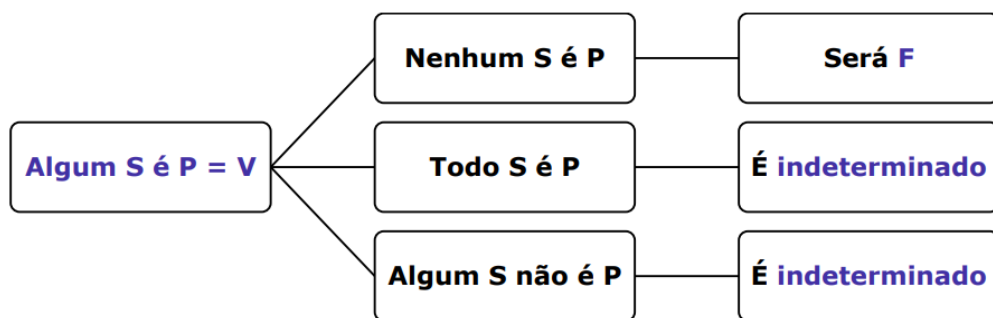 Nenhum S é P
Será F
Algum S é P = V
Todo S é P
É indeterminado
Algum S não é P
É indeterminado